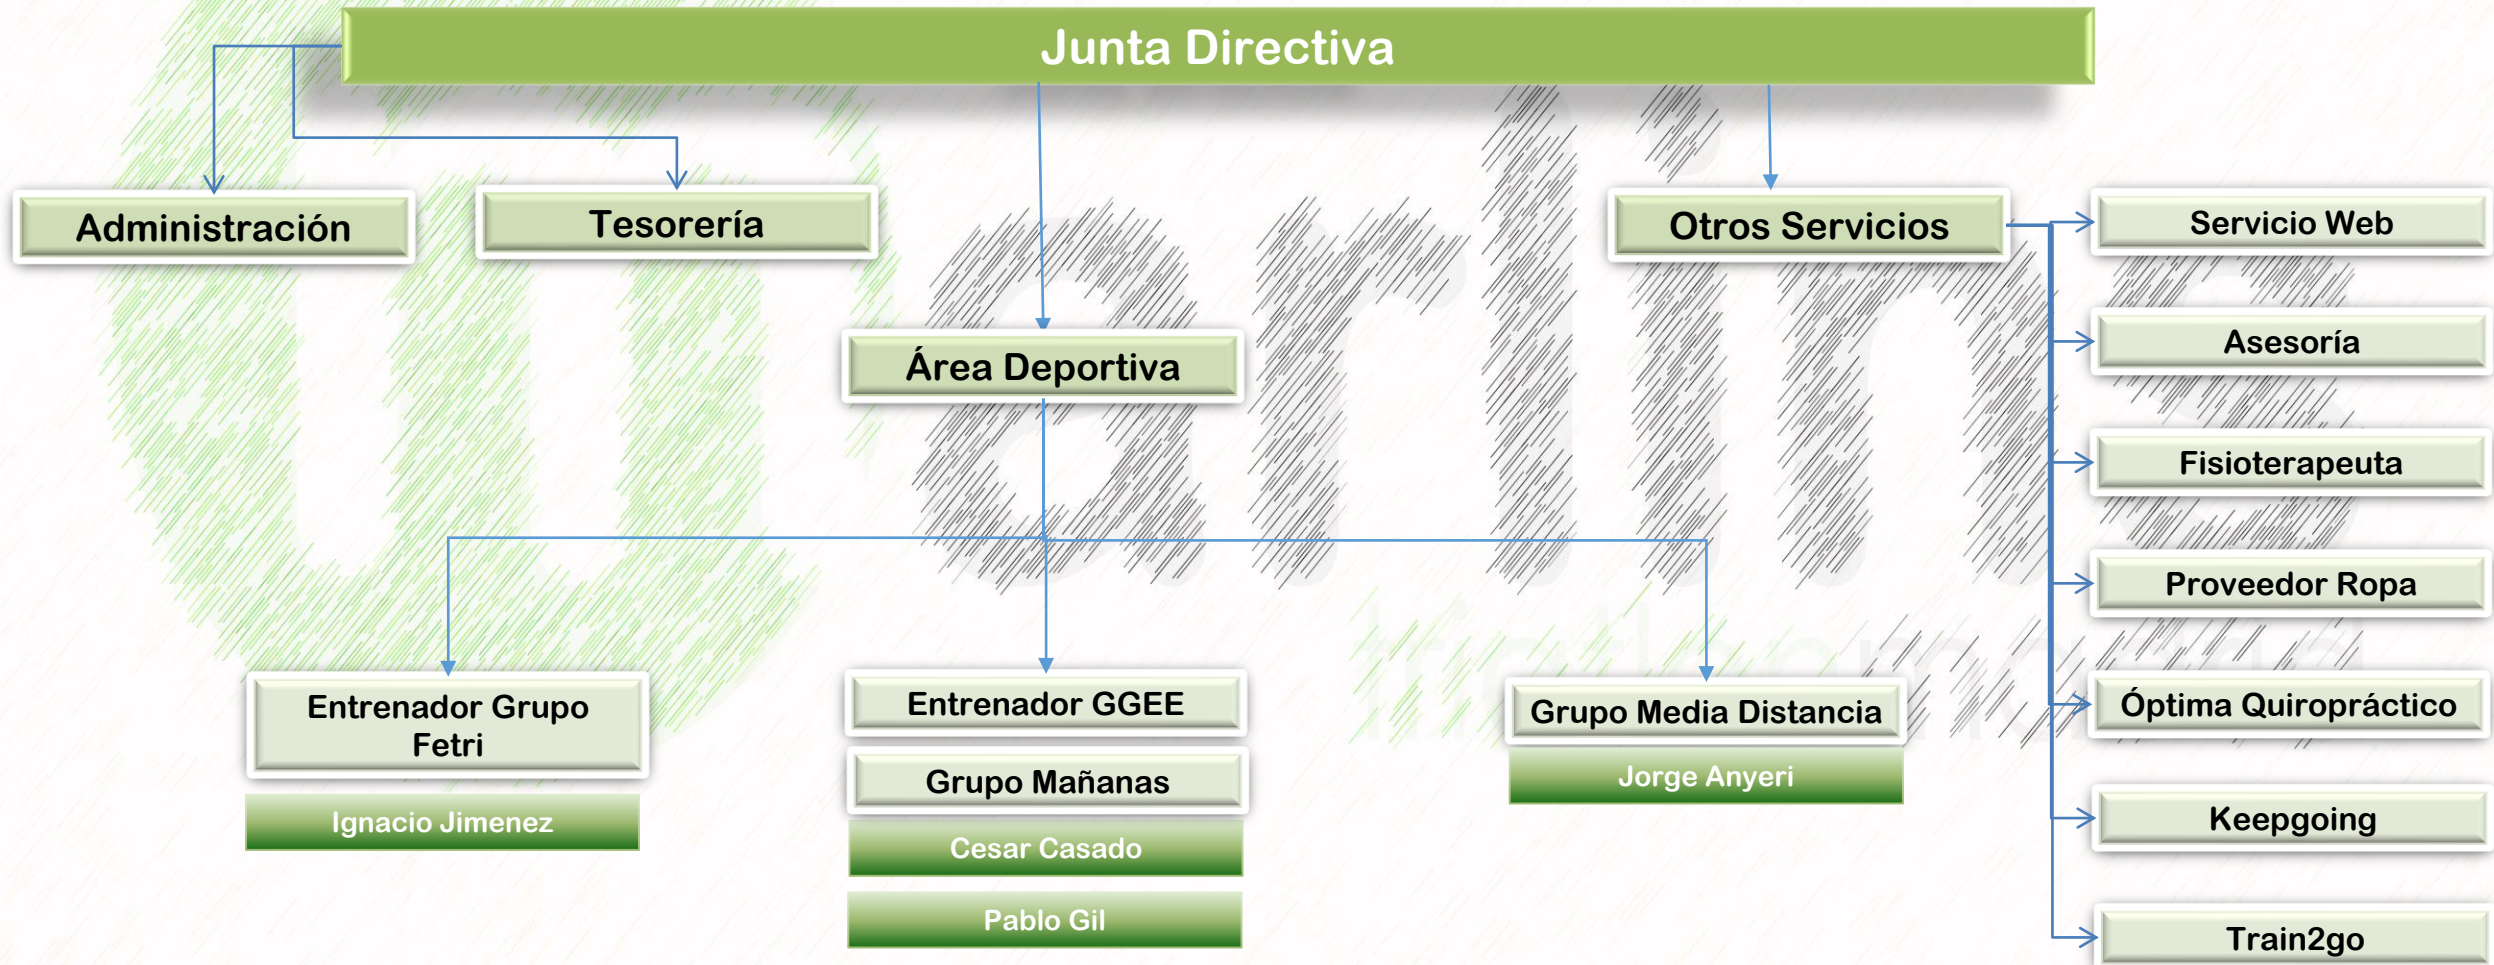 Junta Directiva
Administración
Tesorería
Otros Servicios
Servicio Web
Asesoría
Área Deportiva
Fisioterapeuta
Proveedor Ropa
Entrenador Grupo
Fetri
Ignacio Jimenez
Entrenador GGEE
Grupo Mañanas
Cesar Casado
Pablo Gil
Grupo Media Distancia
Jorge Anyeri
Óptima Quiropráctico
Keepgoing
Train2go